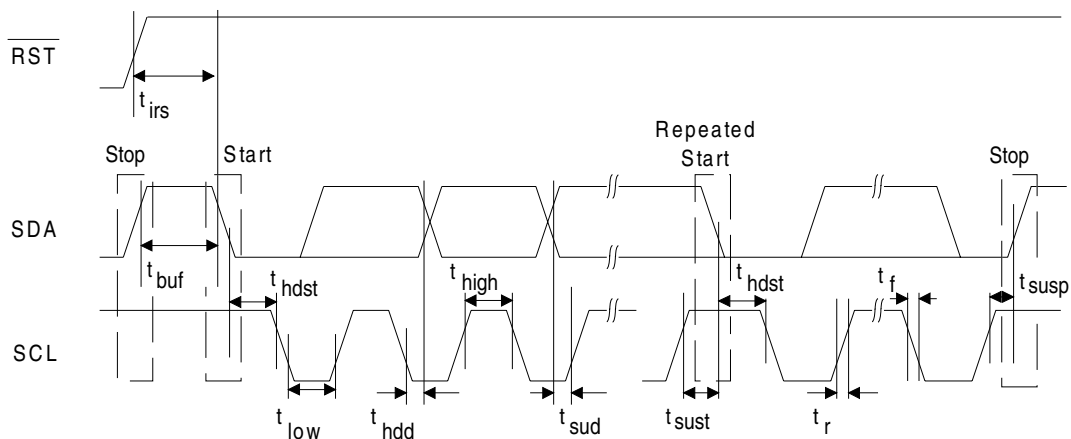 RST
t irs
Repeated
Stop Start Start Stop
SDA
t buf t hdst t high t hdst t f t susp
SCL
t low t hdd t sud t sust t r